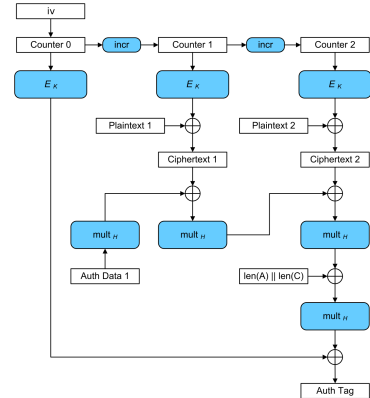 iv
Counter 0 incr Counter 1 incr Counter 2
E K E K E K
Plaintext 1 Plaintext 2
Ciphertext 1 Ciphertext 2
mult H mult H mult H
Auth Data 1 len(A) || len(C)
mult H
Auth Tag